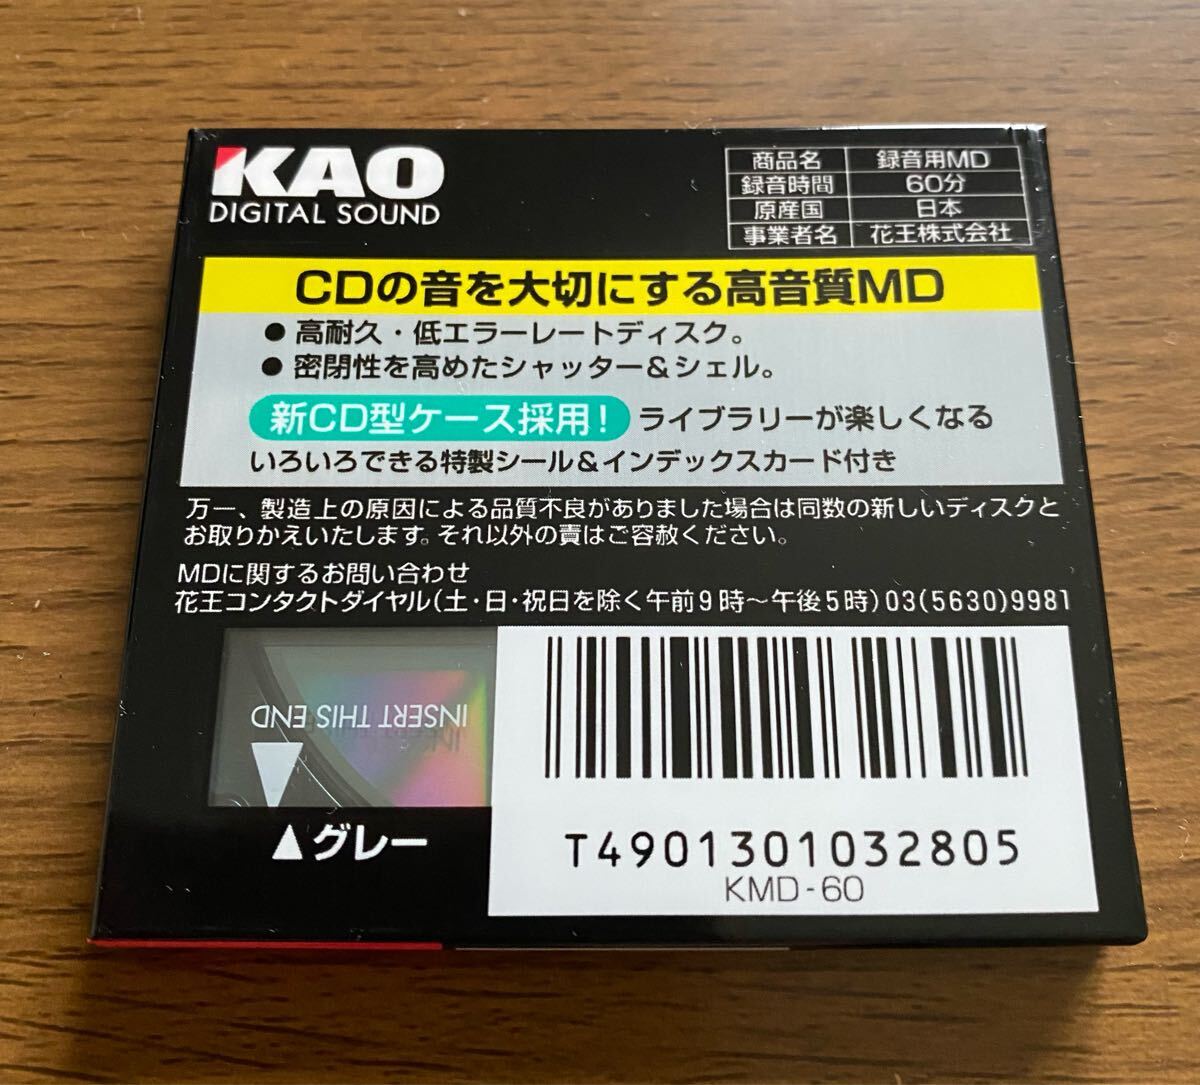 KAO
DIGITAL SOUND
商品名 録音用MD
録音時間 60分
原産国 日本
事業者名 花王株式会社
CDの音を大切にする高音質MD
● 高耐久・低エラーレートディスク。
● 密閉性を高めたシャッター&シェル。
新CD型ケース採用! ライブラリーが楽しくなる
いろいろできる特製シール&インデックスカード付き
万一、製造上の原因による品質不良がありました場合は同数の新しいディスクと
お取りかえいたします。それ以外の責はご容赦ください。
MDに関するお問い合わせ
花王コンタクトダイヤル(土・日・祝日を除く午前9時〜午後5時)03(5630)9981
INSERT THIS END
▲グレー
T4901301032805
KMD-60